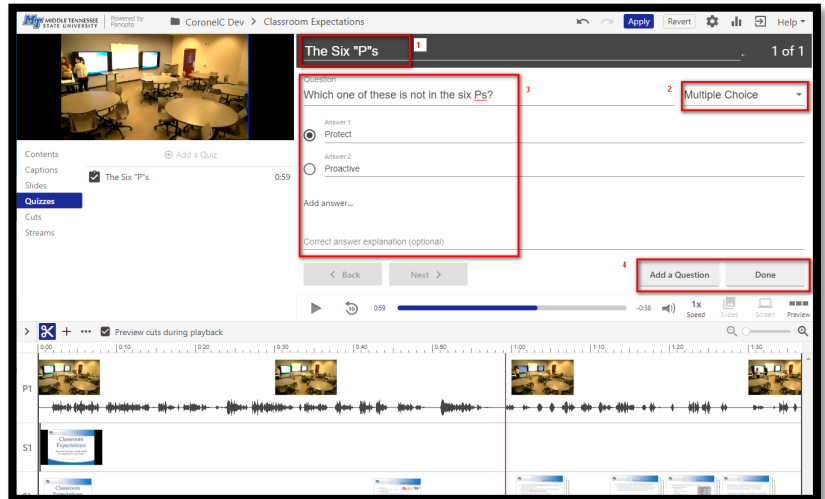 MT MIDDLE TENNESSEE STATE UNIVERSITY
Powered by Panopto
CoronelC Dev > Classroom Expectations
Apply
Revert
Help
The Six "P"s
1
1 of 1
Question
Which one of these is not in the six Ps?
3
2
Multiple Choice
Answer 1
Protect
Answer 2
Proactive
Add answer...
Correct answer explanation (optional)
Contents
Add a Quiz
Captions
The Six "P"s
0:59
Slides
Quizzes
Cuts
Streams
< Back
Next >
4
Add a Question
Done
10
0:59
-0:38
1x
Speed
Slides
Screen
Preview
Preview cuts during playback
0:00
0:10
0:20
0:30
0:40
0:50
1:00
1:10
1:20
1:30
P1
S1
Classroom
Expectations
Classroom